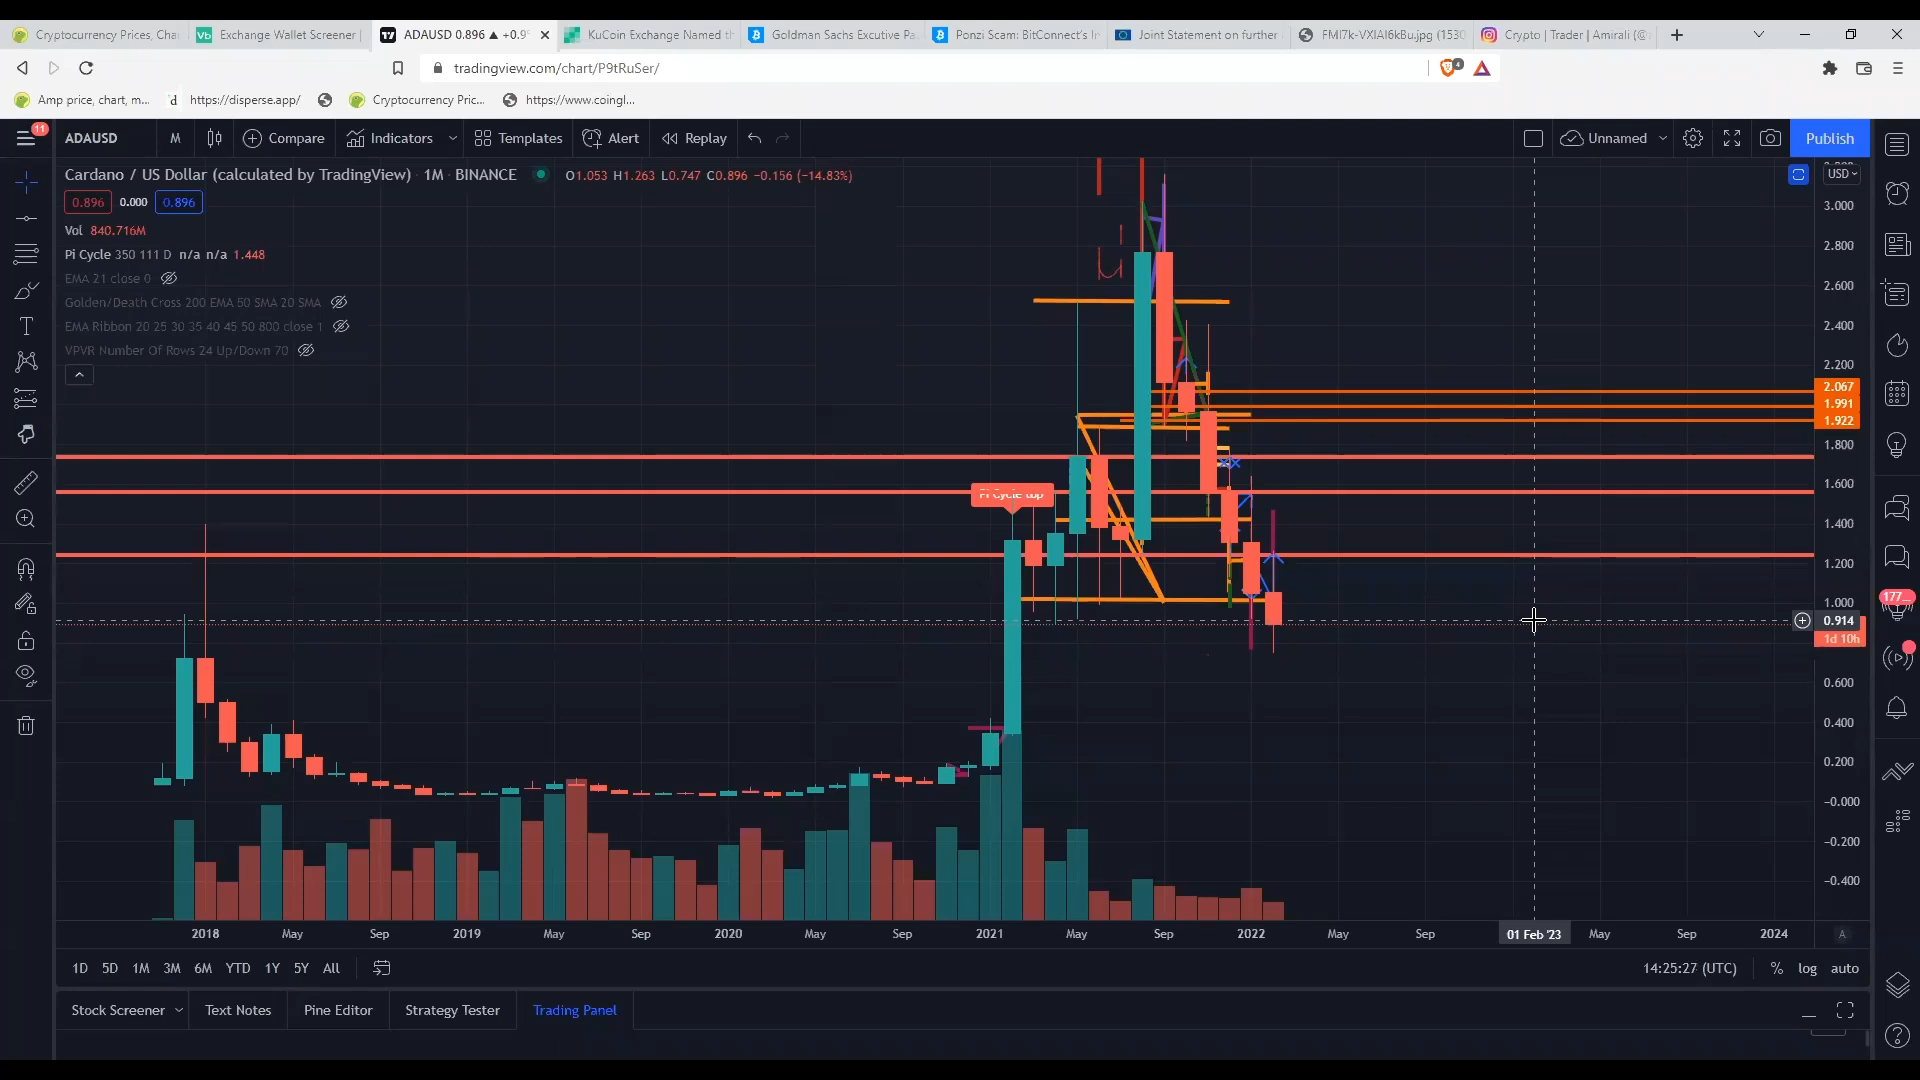 Cryptocurrency Prices, Cha
Exchange Wallet Screener
ADAUSD 0.896 ▲ +0.9
KuCoin Exchange Named t
Goldman Sachs Excutive Pa
Ponzi Scam: BitConnect's I
Joint Statement on further
FMI7k-VXIAI6kBu.jpg (1530
Crypto | Trader | Amirali (@
tradingview.com/chart/P9tRuSer/
4
Amp price, chart, m...
https://disperse.app/
Cryptocurrency Pric...
https://www.coingl...
11
ADAUSD
M
Compare
Indicators
Templates
Alert
Replay
Unnamed
Publish
Cardano / US Dollar (calculated by TradingView) · 1M · BINANCE
O1.053 H1.263 L0.747 C0.896 −0.156 (−14.83%)
USD
0.896 0.000 0.896
Vol 840.716M
Pi Cycle 350 111 D n/a n/a 1.448
EMA 21 close 0
Golden/Death Cross 200 EMA 50 SMA 20 SMA
EMA Ribbon 20 25 30 35 40 45 50 800 close 1
VPVR Number Of Rows 24 Up/Down 70
3.000
2.800
2.600
2.400
2.200
2.067
1.991
1.922
1.800
1.600
Pi Cycle top
1.400
1.200
1.000
177
0.914
1d 10h
0.600
0.400
0.200
−0.000
−0.200
−0.400
2018 May Sep 2019 May Sep 2020 May Sep 2021 May Sep 2022 May Sep 01 Feb '23 May Sep 2024
A
1D 5D 1M 3M 6M YTD 1Y 5Y All
14:25:27 (UTC)
% log auto
Stock Screener
Text Notes
Pine Editor
Strategy Tester
Trading Panel